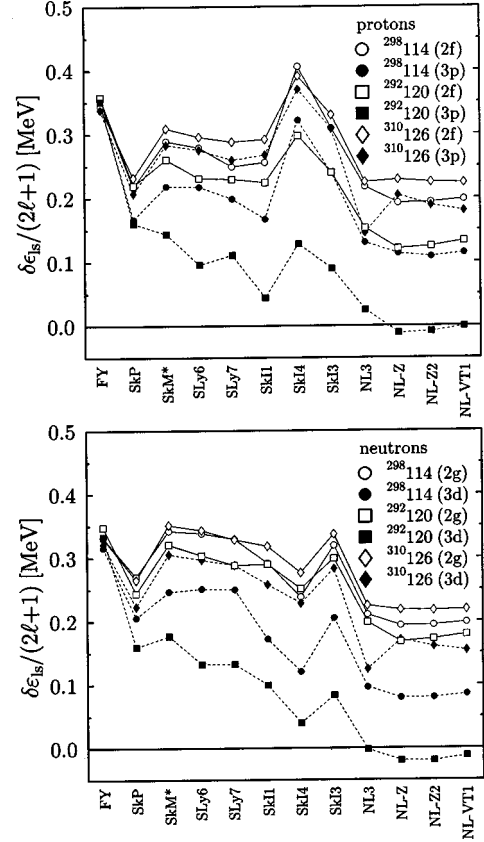 0.5
0.4
0.3
0.2
0.1
0.0
δϵ_ls/(2ℓ+1) [MeV]
protons
²⁹⁸114 (2f)
²⁹⁸114 (3p)
²⁹²120 (2f)
²⁹²120 (3p)
³¹⁰126 (2f)
³¹⁰126 (3p)
FY
SkP
SkM*
SLy6
SLy7
SkI1
SkI4
SkI3
NL3
NL-Z
NL-Z2
NL-VT1
0.5
0.4
0.3
0.2
0.1
0.0
δε_ls/(2ℓ+1) [MeV]
neutrons
²⁹⁸114 (2g)
²⁹⁸114 (3d)
²⁹²120 (2g)
²⁹²120 (3d)
³¹⁰126 (2g)
³¹⁰126 (3d)
FY
SkP
SkM*
SLy6
SLy7
SkI1
SkI4
SkI3
NL3
NL-Z
NL-Z2
NL-VT1